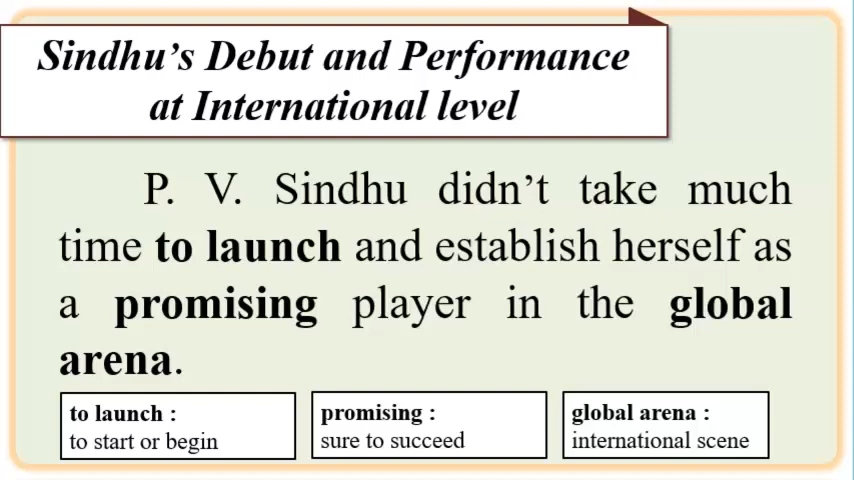 Sindhu’s Debut and Performance
at International level
P. V. Sindhu didn’t take much
time to launch and establish herself as
a promising player in the global
arena.
to launch :
to start or begin
promising :
sure to succeed
global arena :
international scene